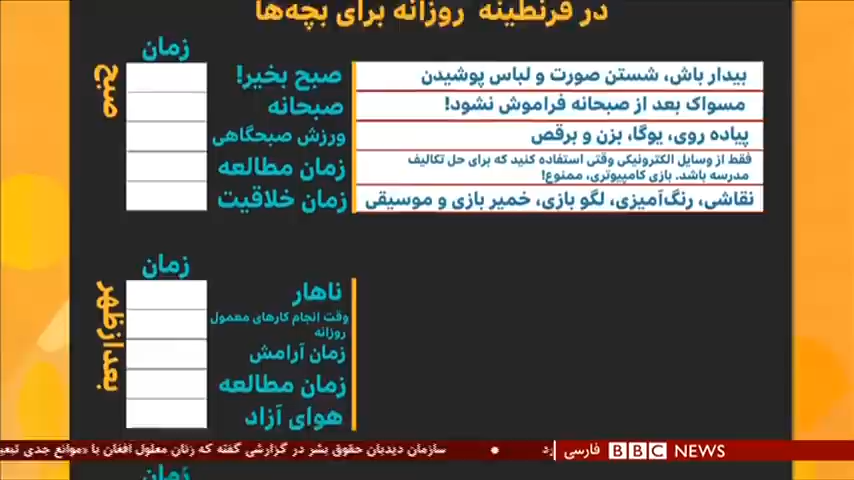 در قرنطینه روزانه برای بچه‌ها
زمان
صبح
صبح بخیر!
بیدار باش، شستن صورت و لباس پوشیدن
صبحانه
مسواک بعد از صبحانه فراموش نشود!
ورزش صبحگاهی
پیاده روی، یوگا، بزن و برقص
زمان مطالعه
فقط از وسایل الکترونیکی وقتی استفاده کنید که برای حل تکالیف
مدرسه باشد. بازی کامپیوتری، ممنوع!
زمان خلاقیت
نقاشی، رنگ‌آمیزی، لگو بازی، خمیر بازی و موسیقی
زمان
بعدازظهر
ناهار
وقت انجام کارهای معمول
روزانه
زمان آرامش
زمان مطالعه
هوای آزاد
BBC NEWS فارسی
رد • سازمان دیدبان حقوق بشر در گزارشی گفته که زنان معلول افغان با «موانع جدی تبعی
زمان